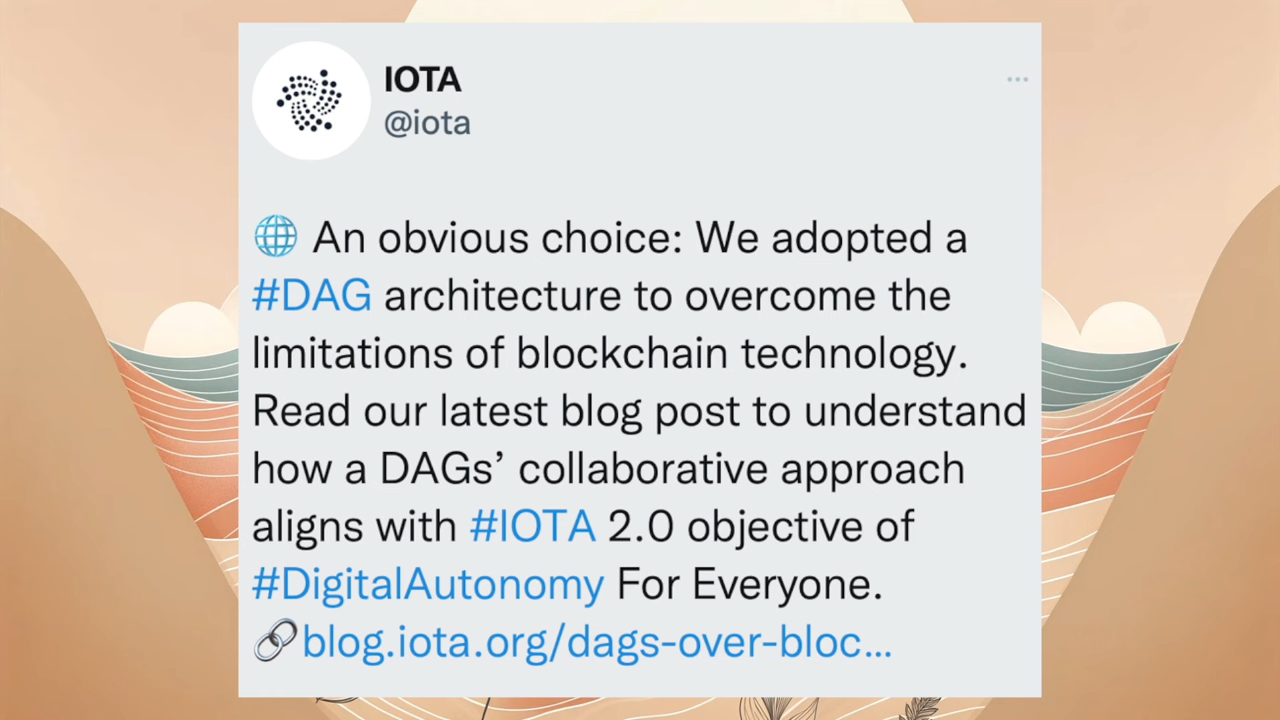 IOTA
@iota
🌐 An obvious choice: We adopted a
#DAG architecture to overcome the
limitations of blockchain technology.
Read our latest blog post to understand
how a DAGs’ collaborative approach
aligns with #IOTA 2.0 objective of
#DigitalAutonomy For Everyone.
🔗blog.iota.org/dags-over-bloc...